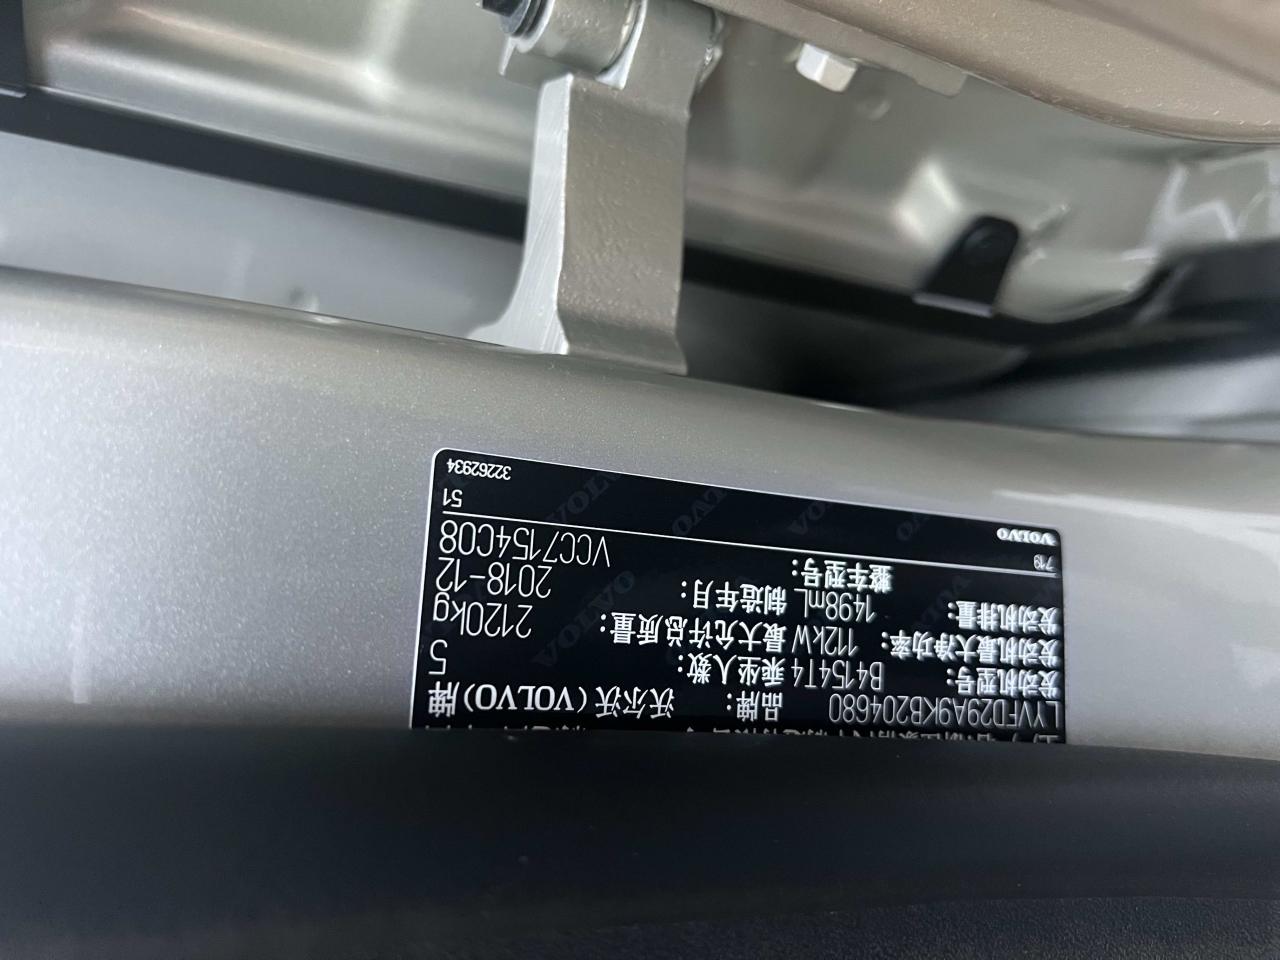 LYVFD29A9KB204680 品牌：沃尔沃(VOLVO)牌
发动机型号：B4154T4 乘坐人数：5
发动机最大净功率：112kW 最大允许总质量：2120kg
发动机排量：1498mL 制造年月：2018-12
整车型号：VCC7154C08
719 51
VOLVO 32262934